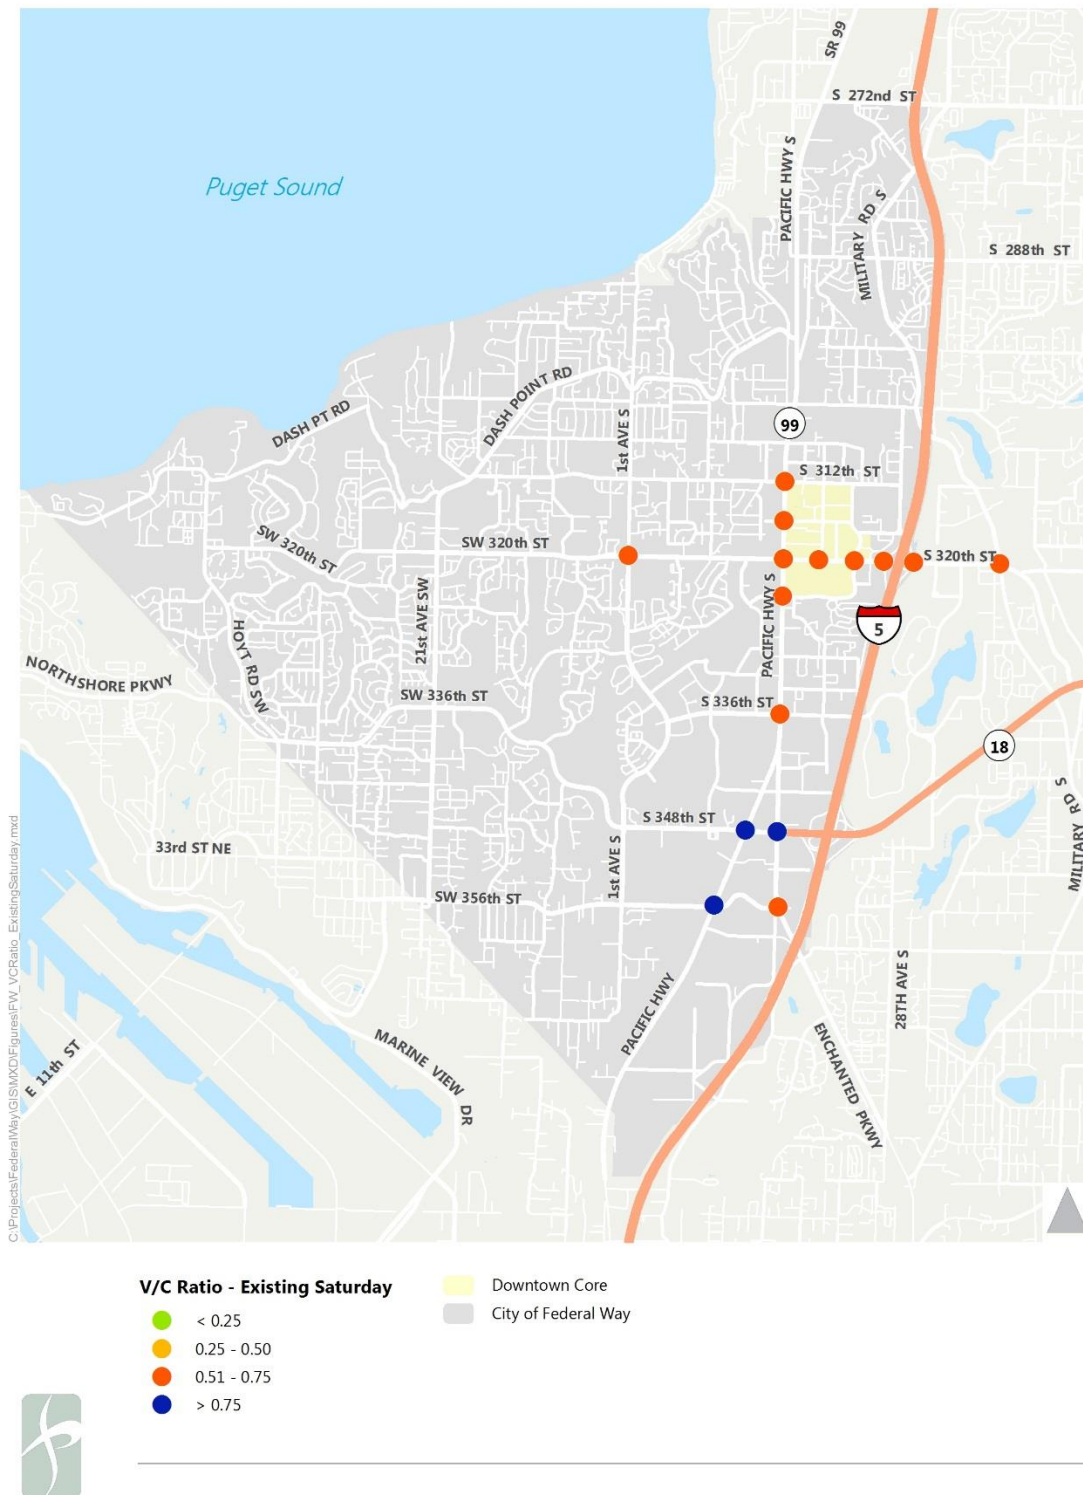 SR 99
S 272nd ST
Puget Sound
PACIFIC HWY S
MILITARY RD S
S 288th ST
DASH POINT RD
DASH PT RD
1st AVE S
99
S 312th ST
SW 320th ST
SW 320th ST
S 320th ST
PACIFIC HWY S
21st AVE SW
5
HOYT RD SW
NORTHSHORE PKWY
SW 336th ST
S 336th ST
18
MILITARY RD S
S 348th ST
33rd ST NE
1st AVE S
SW 356th ST
28TH AVE S
PACIFIC HWY
ENCHANTED PKWY
MARINE VIEW DR
E 11th ST
C:\Projects\FederalWay\GIS\MXD\Figures\FW_VCRatio_ExistingSaturday.mxd
V/C Ratio - Existing Saturday
< 0.25
0.25 - 0.50
0.51 - 0.75
> 0.75
Downtown Core
City of Federal Way